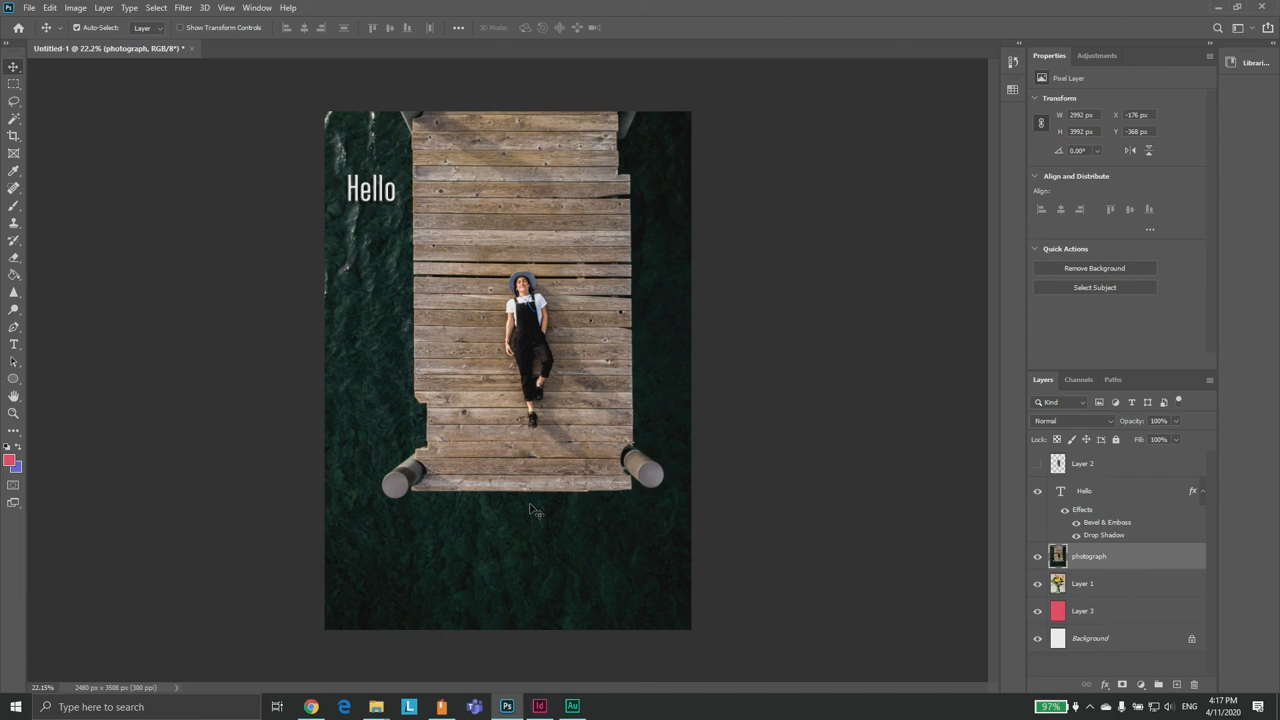 File Edit Image Layer Type Select Filter 3D View Window Help
Auto-Select: Layer Show Transform Controls 3D Mode:
Untitled-1 @ 22.2% (photograph, RGB/8*) *
Properties Adjustments
Librari...
Pixel Layer
Transform
W 2992 px X -176 px
H 3992 px Y -368 px
0.00°
Align and Distribute
Align:
Quick Actions
Remove Background
Select Subject
Hello
Layers Channels Paths
Kind
Normal Opacity: 100%
Lock: Fill: 100%
Layer 2
Hello fx
Effects
Bevel & Emboss
Drop Shadow
photograph
Layer 1
Layer 3
Background
22.15% 2480 px x 3508 px (300 ppi)
Type here to search
97%
4:17 PM
4/11/2020